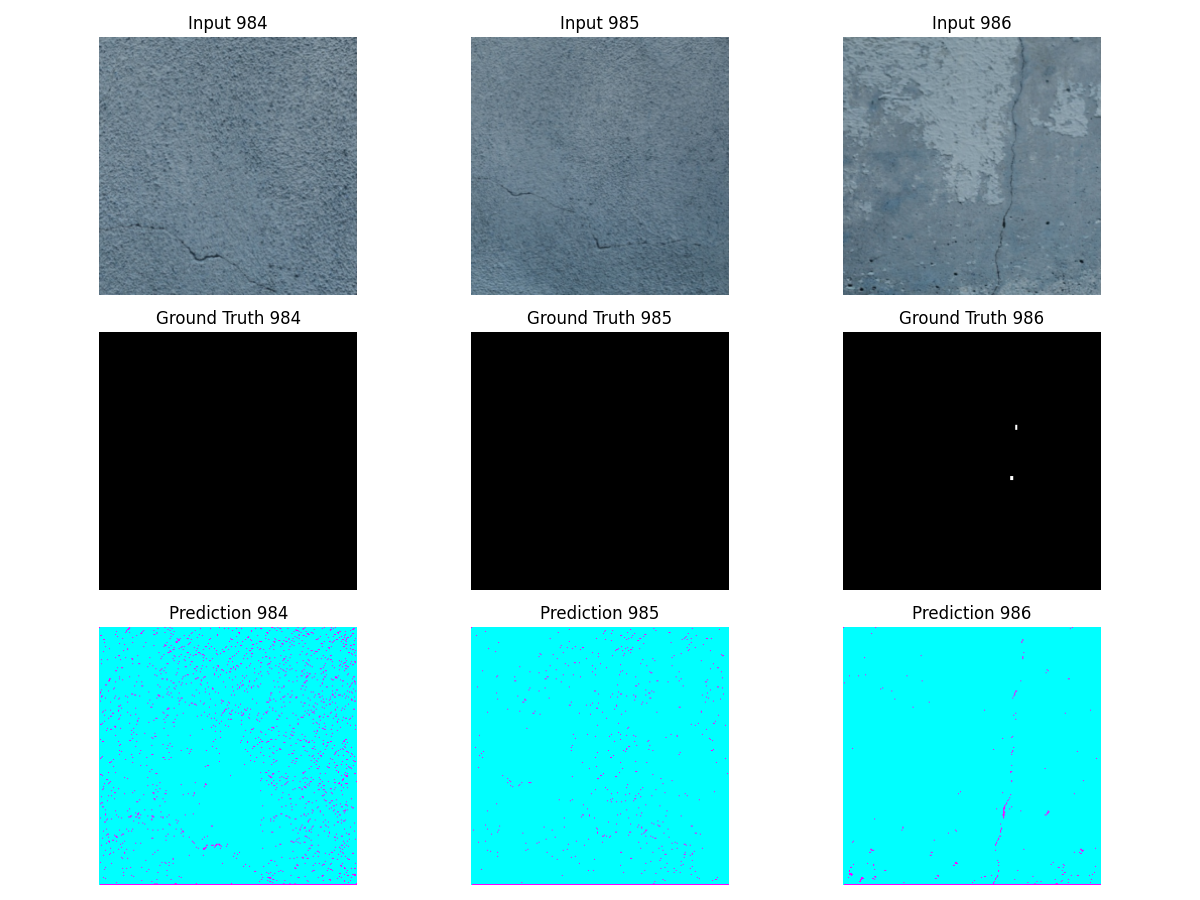 Input 984
Input 985
Input 986
Ground Truth 984
Ground Truth 985
Ground Truth 986
Prediction 984
Prediction 985
Prediction 986